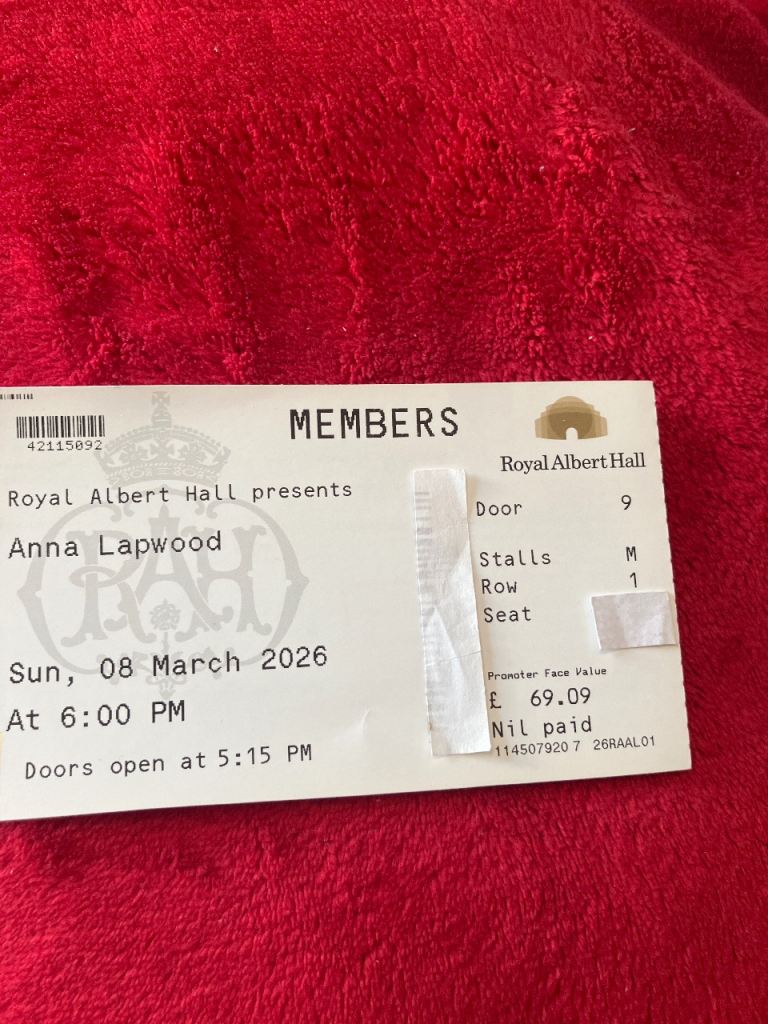 42115092
MEMBERS
Royal Albert Hall
Royal Albert Hall presents
Anna Lapwood
Sun, 08 March 2026
At 6:00 PM
Doors open at 5:15 PM
Door 9
Stalls M
Row 1
Seat
Promoter Face Value
£ 69.09
Nil paid
114507920 7 26RAAL01
RAH